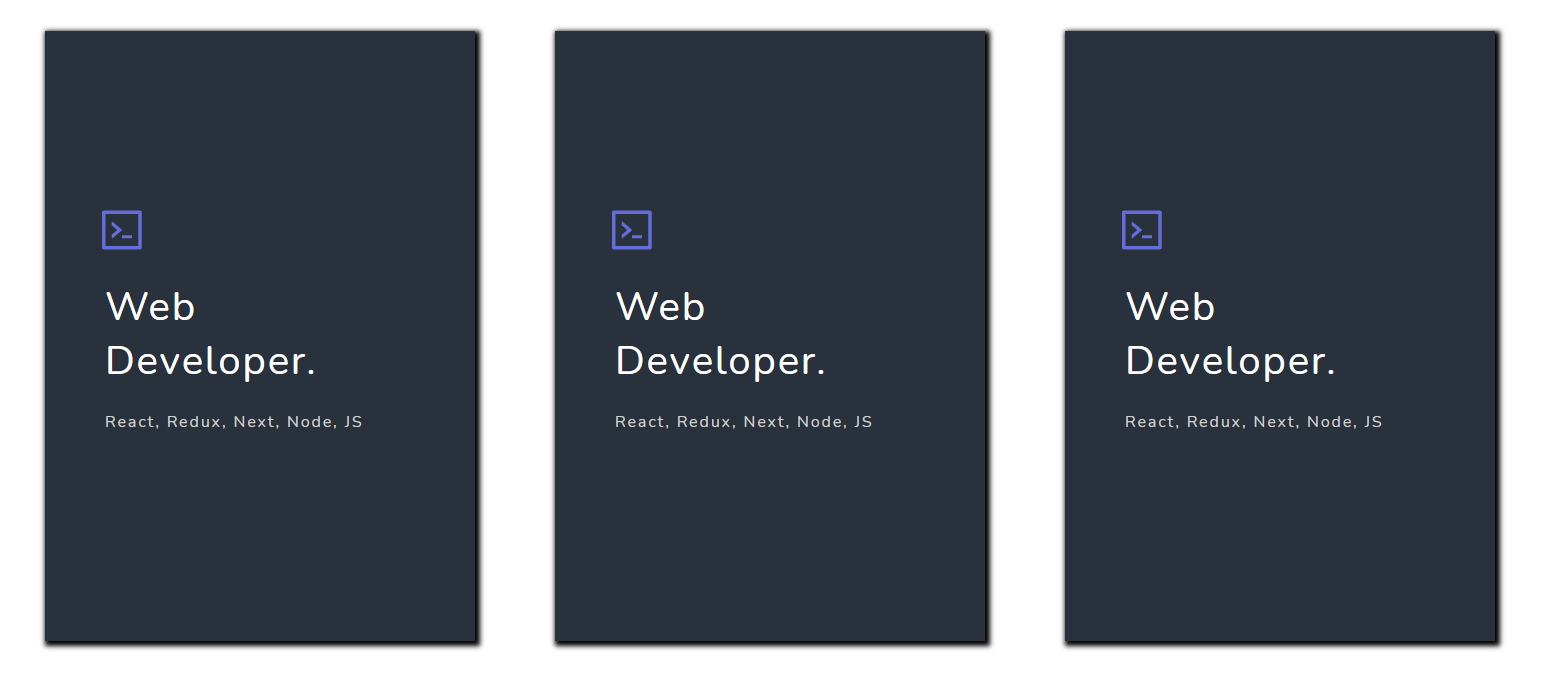 Web
Developer.
React, Redux, Next, Node, JS
Web
Developer.
React, Redux, Next, Node, JS
Web
Developer.
React, Redux, Next, Node, JS